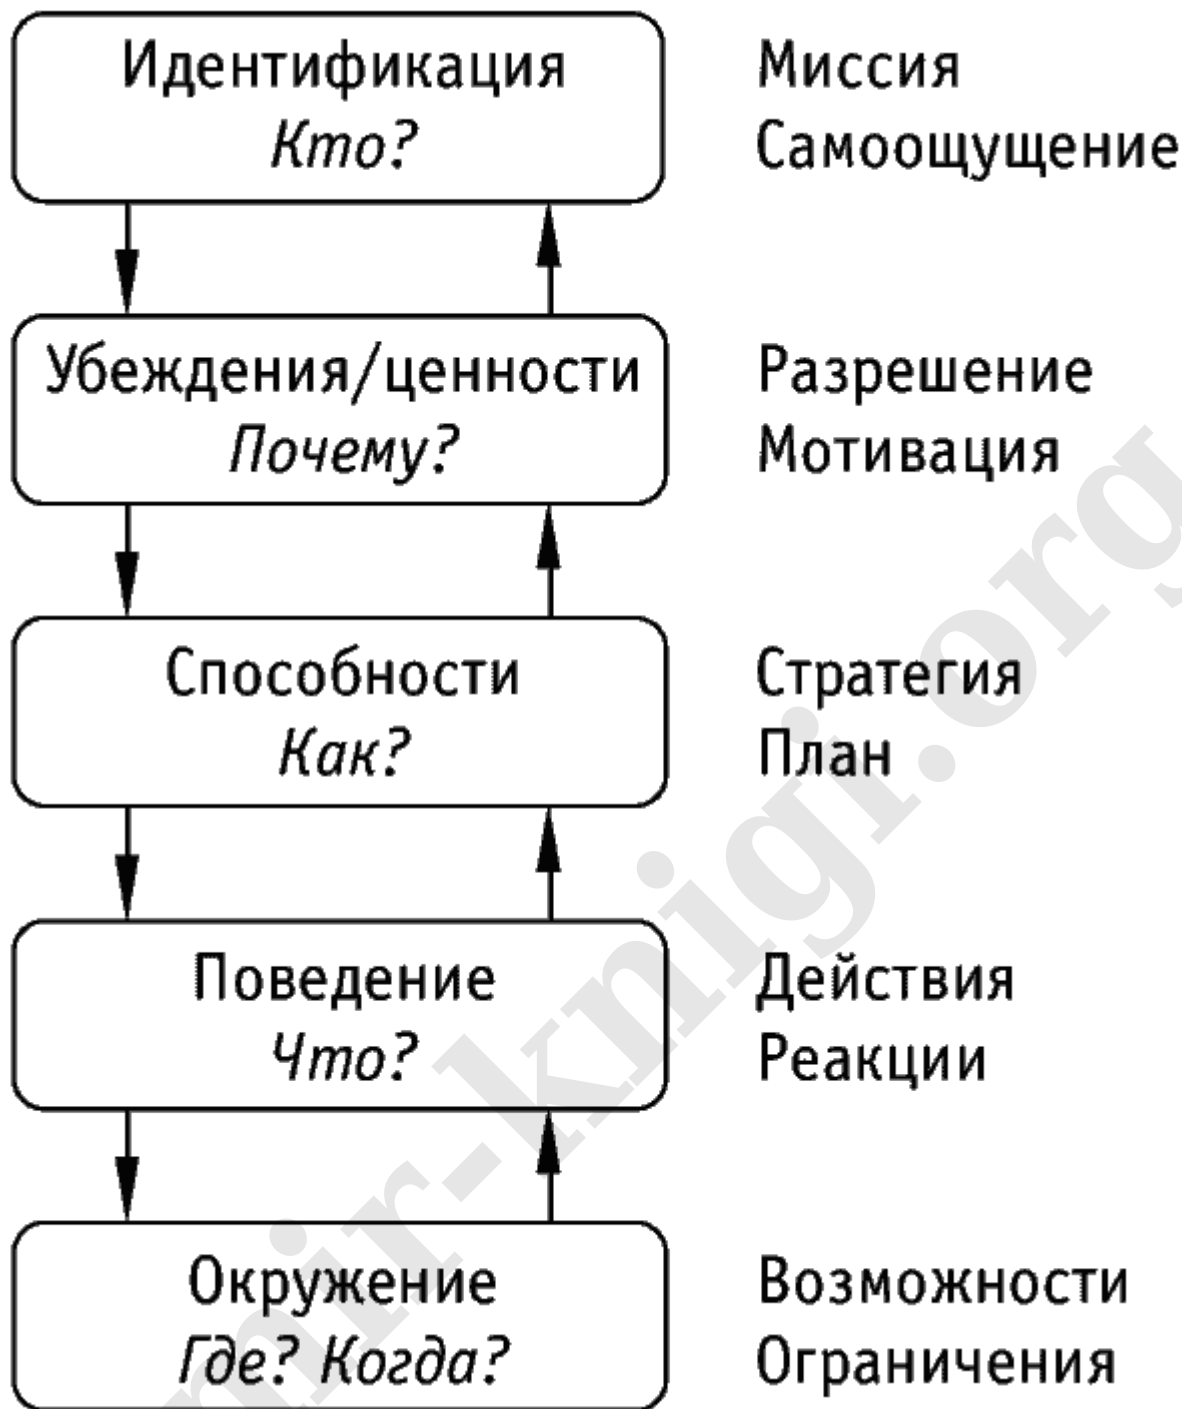 Идентификация
Кто?
Миссия
Самоощущение
Убеждения/ценности
Почему?
Разрешение
Мотивация
Способности
Как?
Стратегия
План
Поведение
Что?
Действия
Реакции
Окружение
Где? Когда?
Возможности
Ограничения
mir-knigi.org